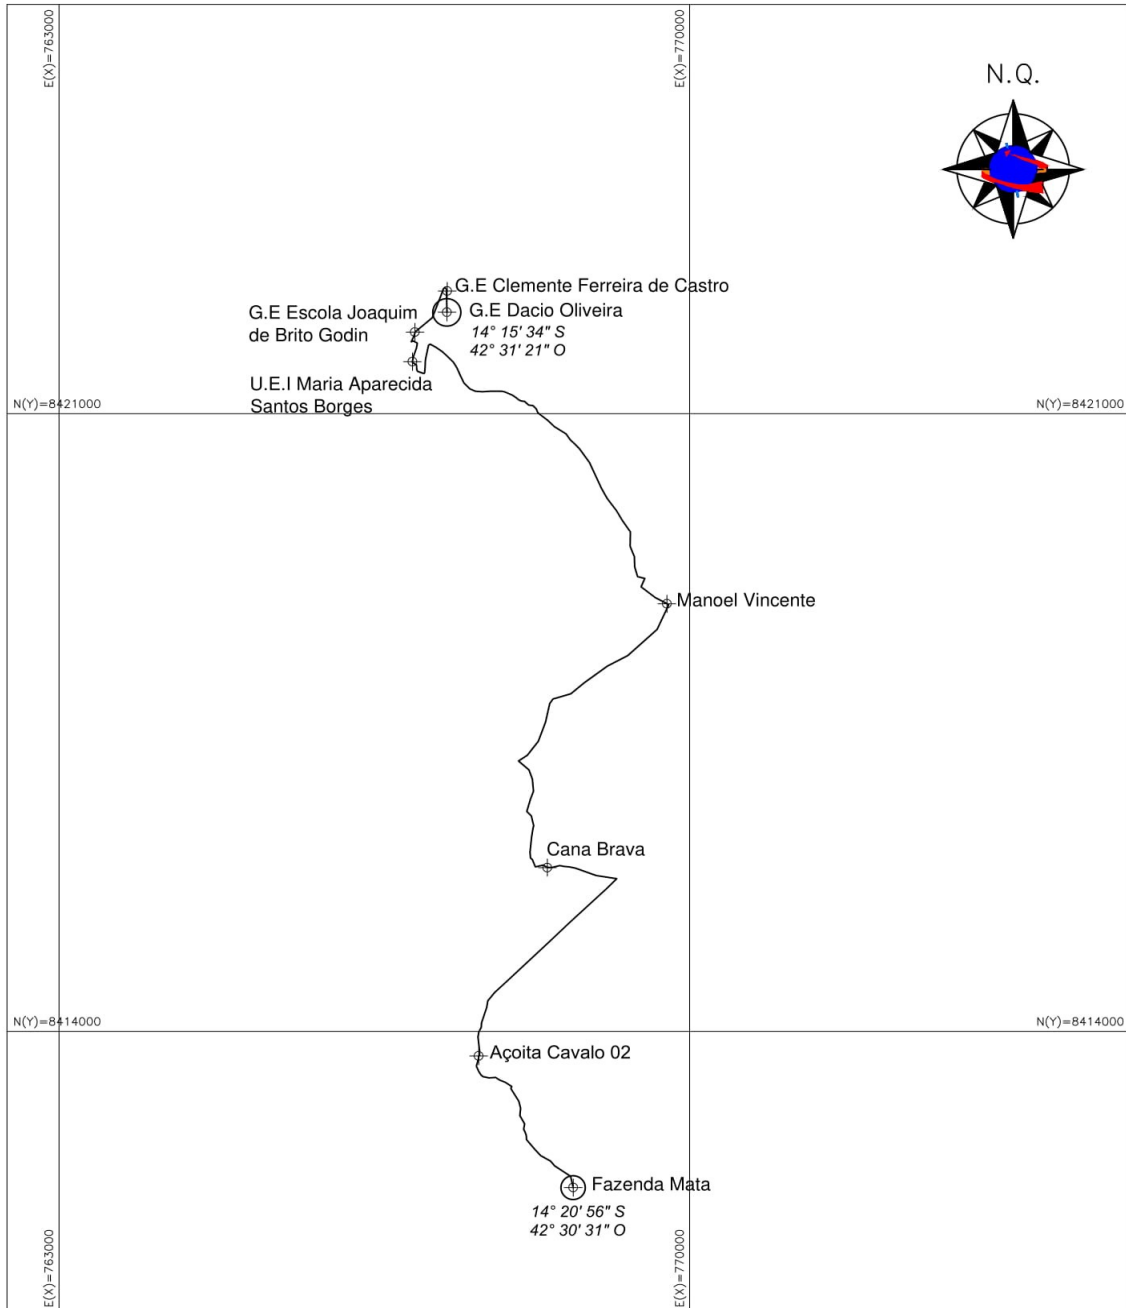 E(X)=763000
E(X)=770000
N.Q.
G.E Clemente Ferreira de Castro
G.E Escola Joaquim
de Brito Godin
G.E Dacio Oliveira
14° 15' 34" S
42° 31' 21" O
U.E.I Maria Aparecida
Santos Borges
N(Y)=8421000
N(Y)=8421000
Manoel Vincente
Cana Brava
N(Y)=8414000
N(Y)=8414000
Açoita Cavalo 02
Fazenda Mata
14° 20' 56" S
42° 30' 31" O
E(X)=763000
E(X)=770000